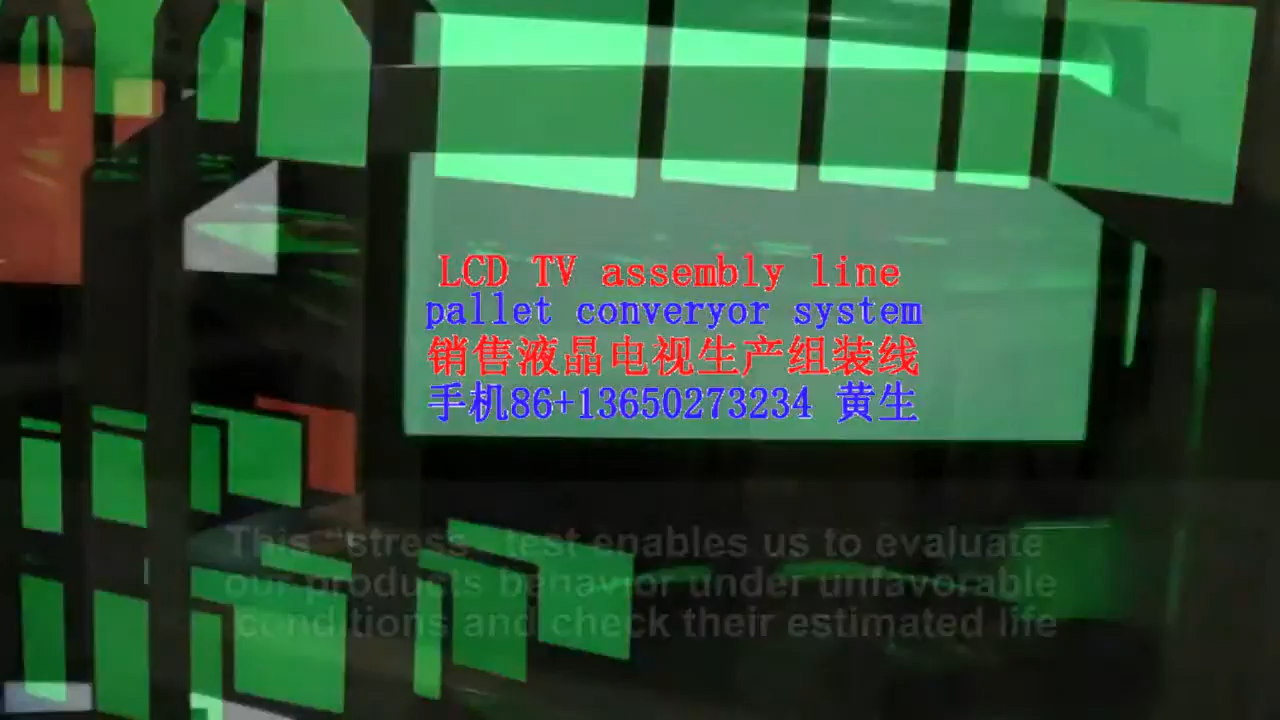 LCD TV assembly line
pallet converyor system
销售液晶电视生产组装线
手机86+13650273234 黄生
This "stress" test enables us to evaluate
our products behavior under unfavorable
conditions and check their estimated life